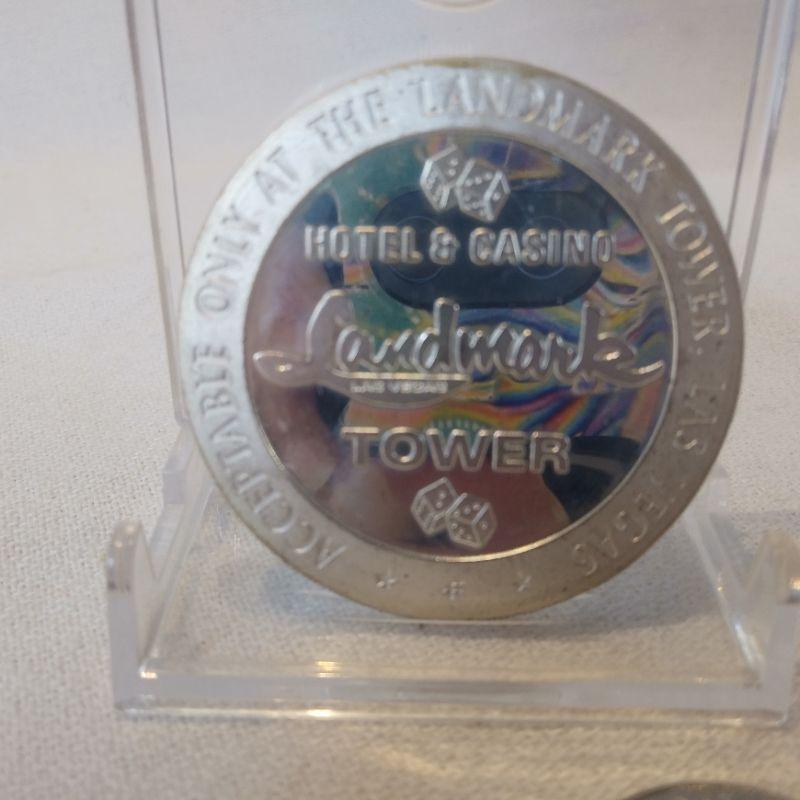 ACCEPTABLE ONLY AT THE LANDMARK TOWER, LAS VEGAS
HOTEL & CASINO
Landmark
LAS VEGAS
TOWER